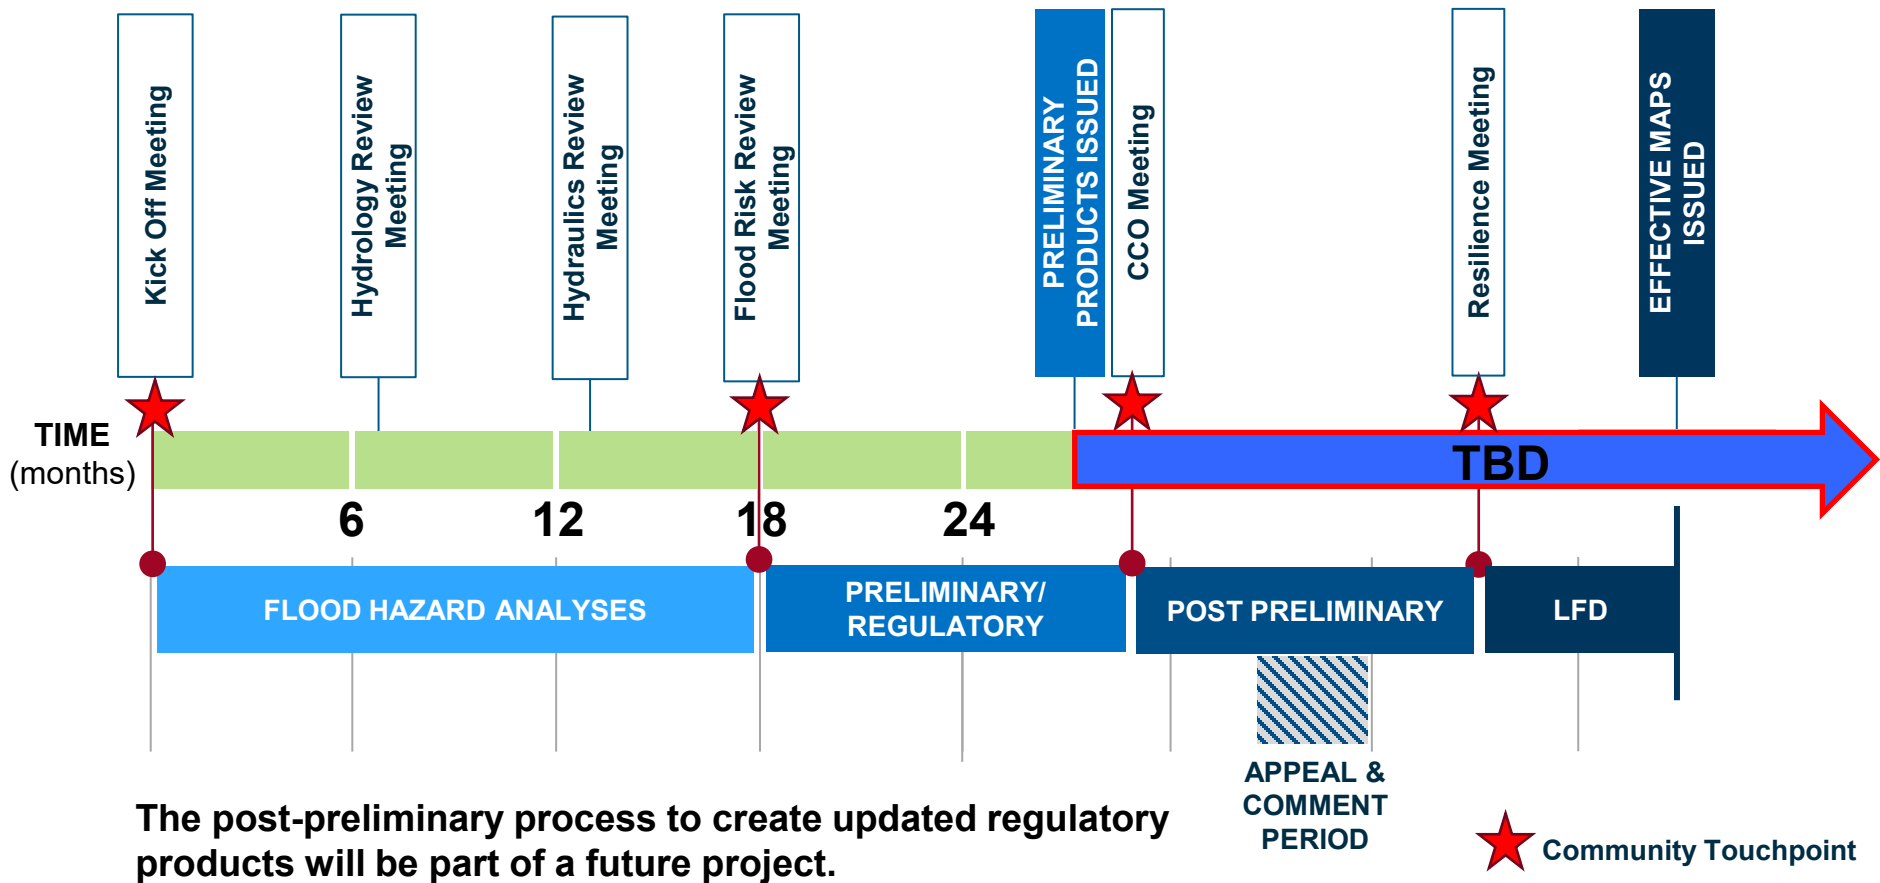 Kick Off Meeting
Hydrology Review
Meeting
Hydraulics Review
Meeting
Flood Risk Review
Meeting
PRELIMINARY
PRODUCTS ISSUED
CCO Meeting
Resilience Meeting
EFFECTIVE MAPS
ISSUED
TIME
(months)
TBD
6
12
18
24
FLOOD HAZARD ANALYSES
PRELIMINARY/
REGULATORY
POST PRELIMINARY
LFD
APPEAL &
COMMENT
PERIOD
The post-preliminary process to create updated regulatory
products will be part of a future project.
Community Touchpoint